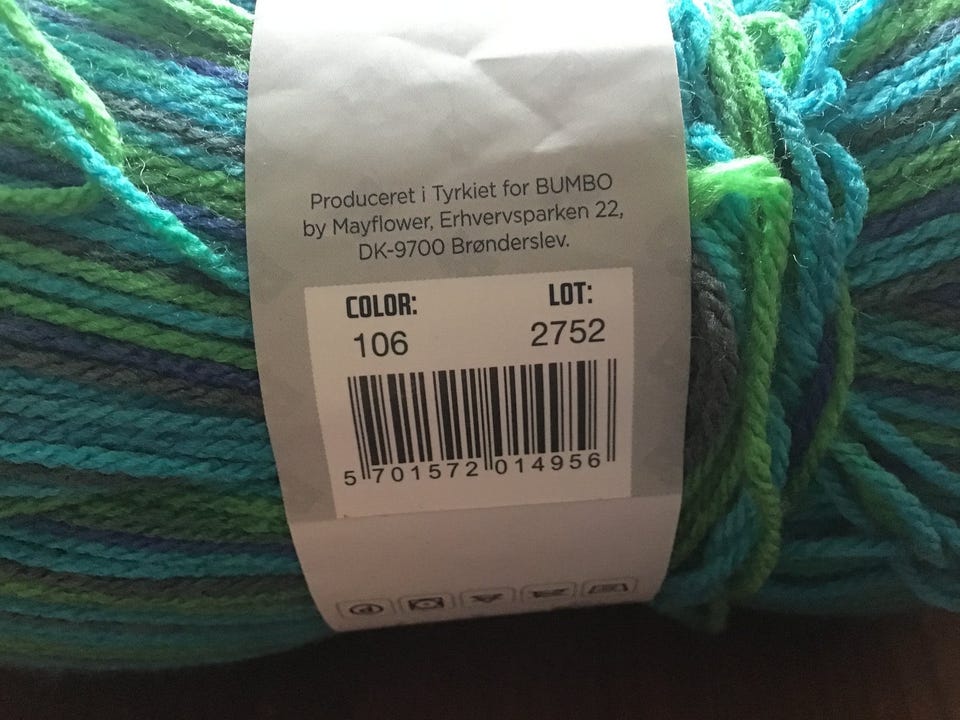 Produceret i Tyrkiet for BUMBO
by Mayflower, Erhvervsparken 22,
DK-9700 Brønderslev.
COLOR: LOT:
106 2752
5 701572 014956
P